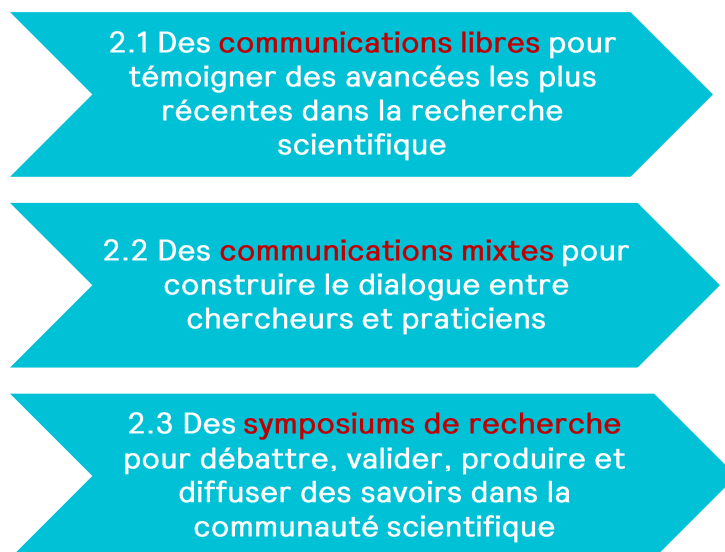 2.1 Des communications libres pour
témoigner des avancées les plus
récentes dans la recherche
scientifique
2.2 Des communications mixtes pour
construire le dialogue entre
chercheurs et praticiens
2.3 Des symposiums de recherche
pour débattre, valider, produire et
diffuser des savoirs dans la
communauté scientifique